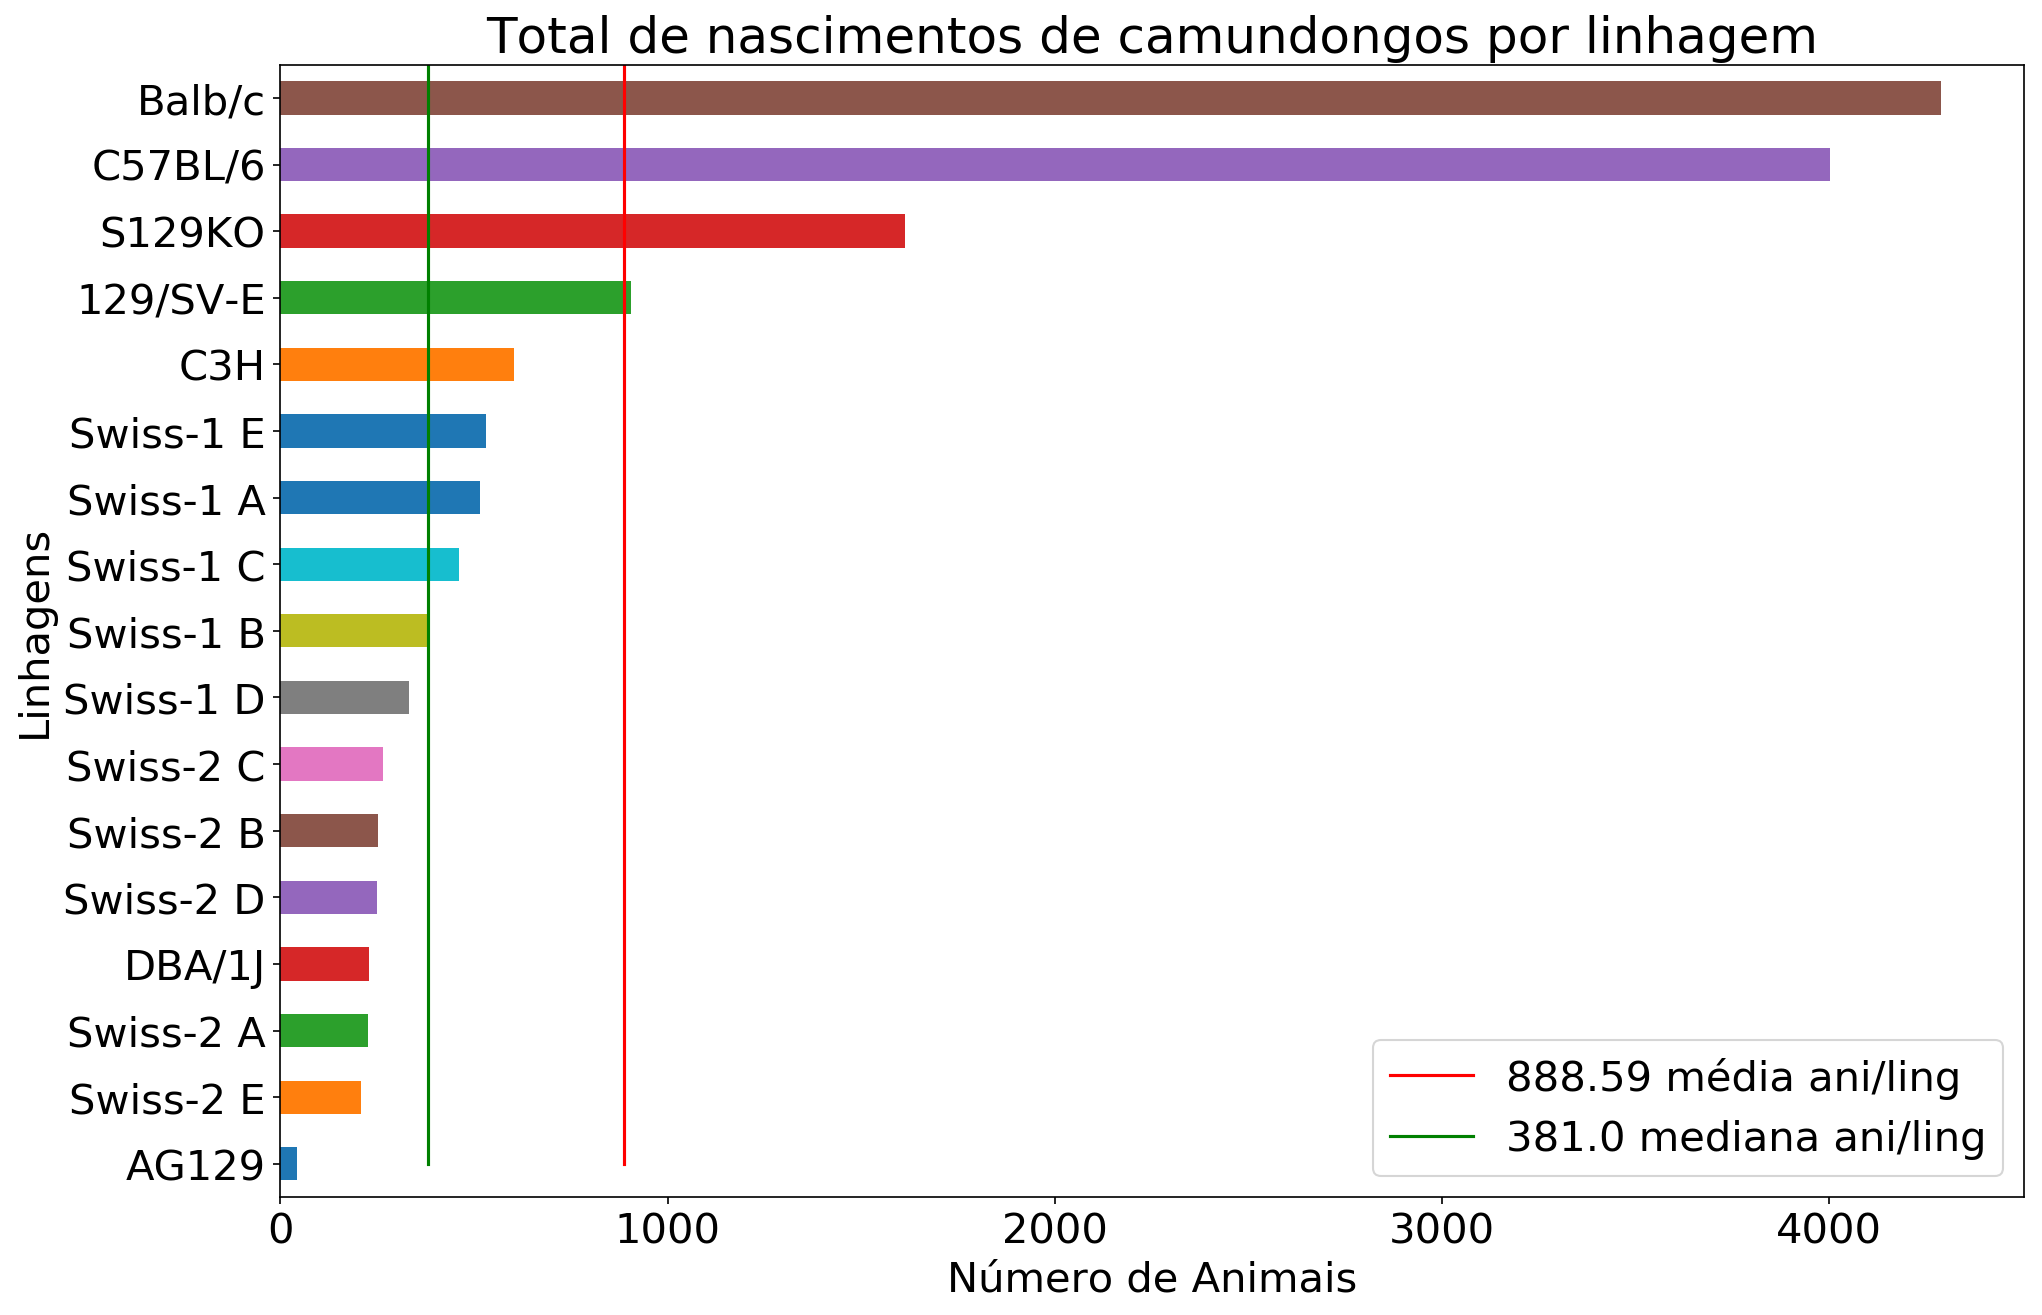 Total de nascimentos de camundongos por linhagem
Linhagens
Balb/c
C57BL/6
S129KO
129/SV-E
C3H
Swiss-1 E
Swiss-1 A
Swiss-1 C
Swiss-1 B
Swiss-1 D
Swiss-2 C
Swiss-2 B
Swiss-2 D
DBA/1J
Swiss-2 A
Swiss-2 E
AG129
888.59 média ani/ling
381.0 mediana ani/ling
0 1000 2000 3000 4000
Número de Animais